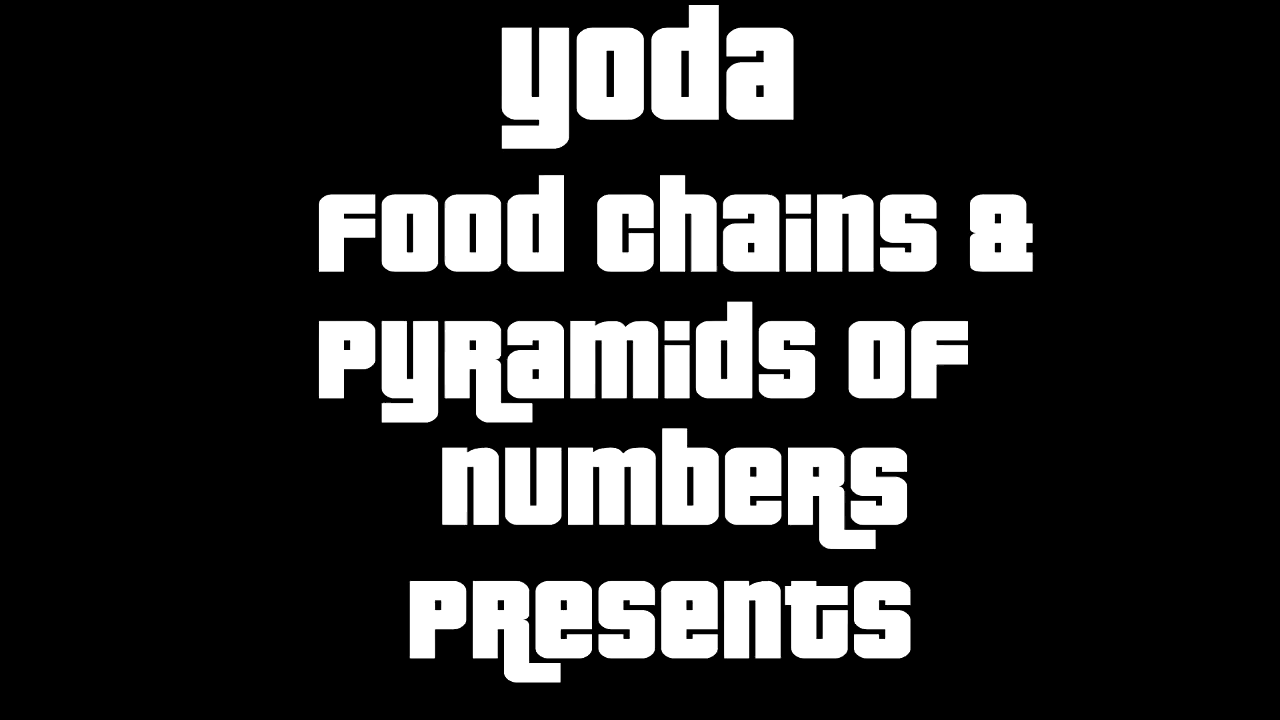 Yoda
Food Chains &
Pyramids of
Numbers
Presents